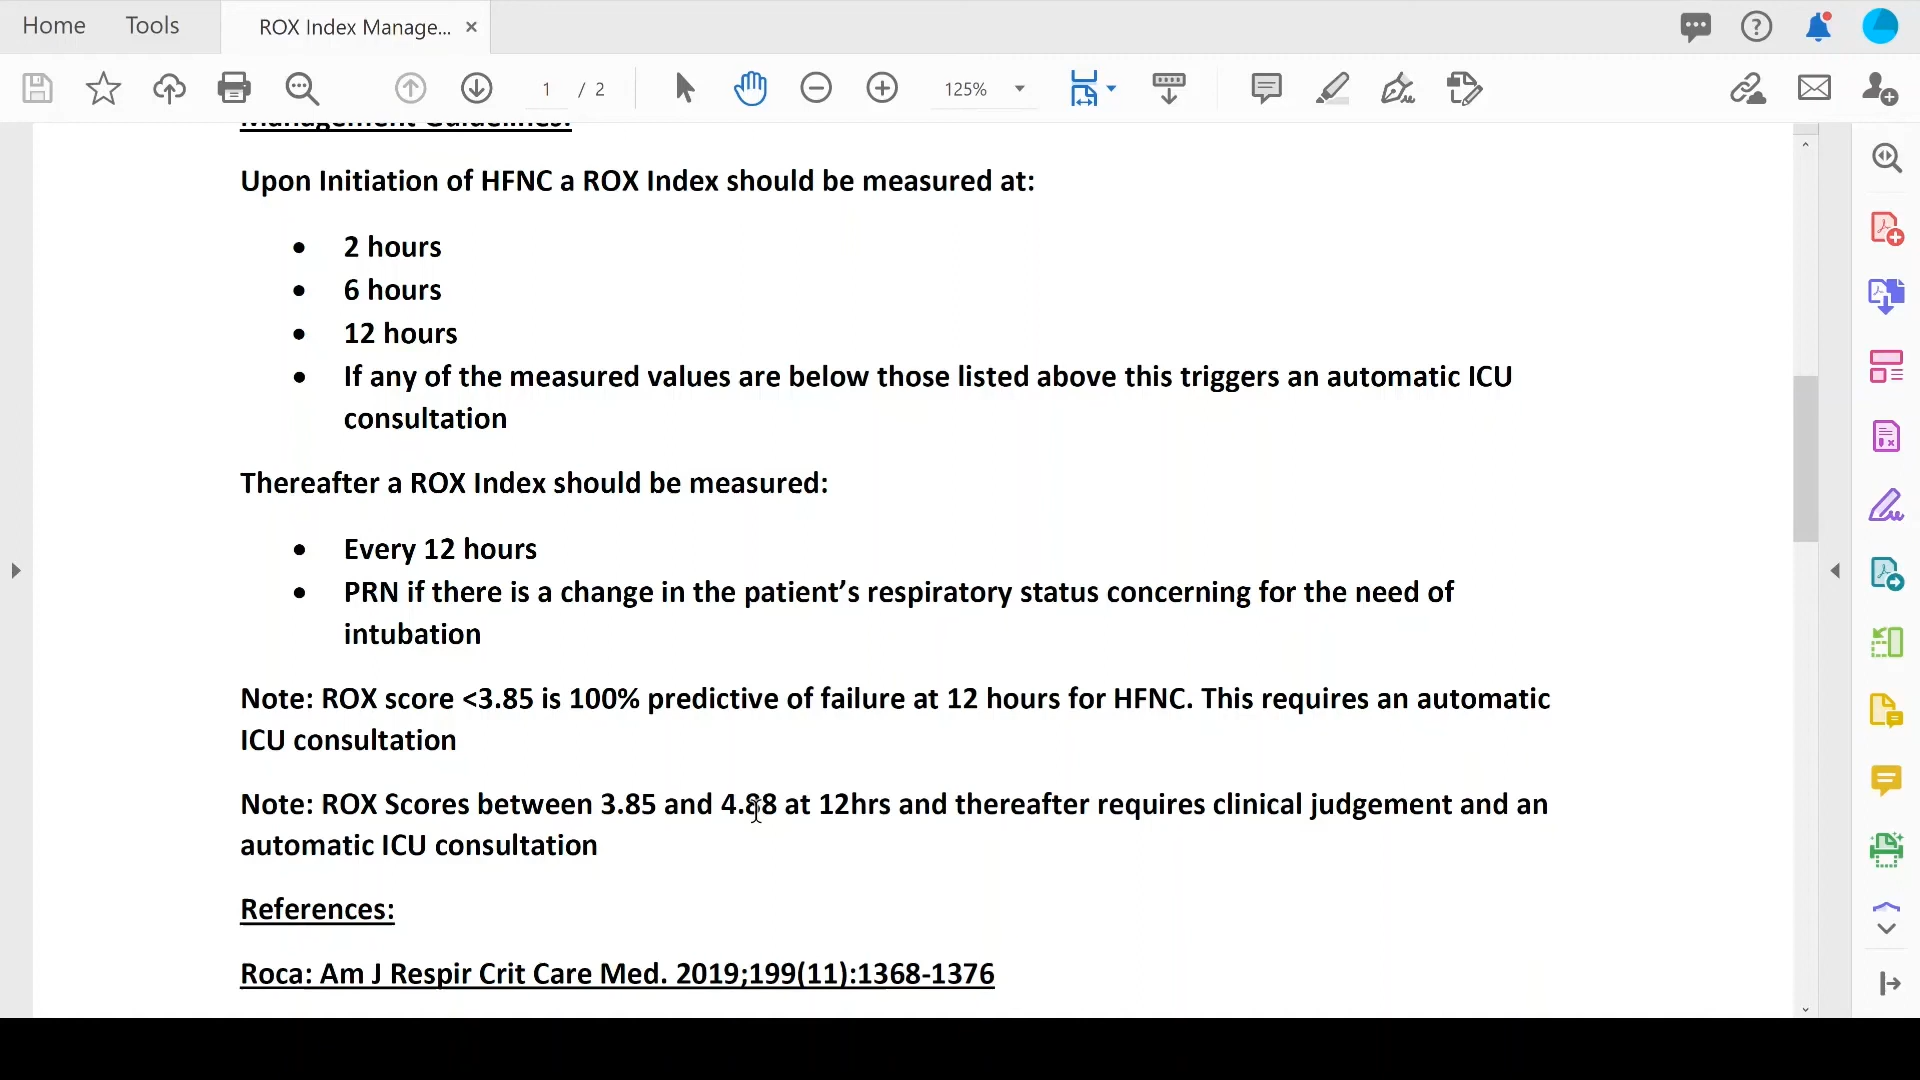 Home Tools ROX Index Manage... ×
1 / 2 125%
Management Guidelines:
Upon Initiation of HFNC a ROX Index should be measured at:
• 2 hours
• 6 hours
• 12 hours
• If any of the measured values are below those listed above this triggers an automatic ICU
consultation
Thereafter a ROX Index should be measured:
• Every 12 hours
• PRN if there is a change in the patient’s respiratory status concerning for the need of
intubation
Note: ROX score <3.85 is 100% predictive of failure at 12 hours for HFNC. This requires an automatic
ICU consultation
Note: ROX Scores between 3.85 and 4.88 at 12hrs and thereafter requires clinical judgement and an
automatic ICU consultation
References:
Roca: Am J Respir Crit Care Med. 2019;199(11):1368-1376